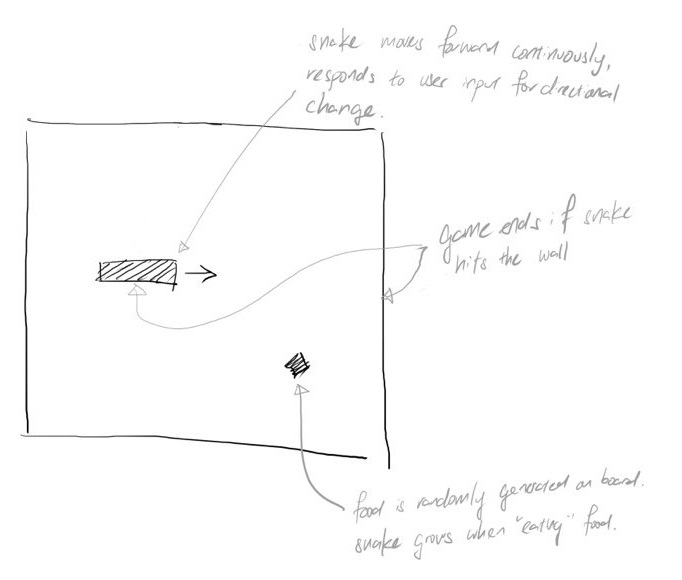 snake moves forward continuously,
responds to user input for directional
change.
game ends if snake
hits the wall
food is randomly generated on board.
snake grows when "eating" food.